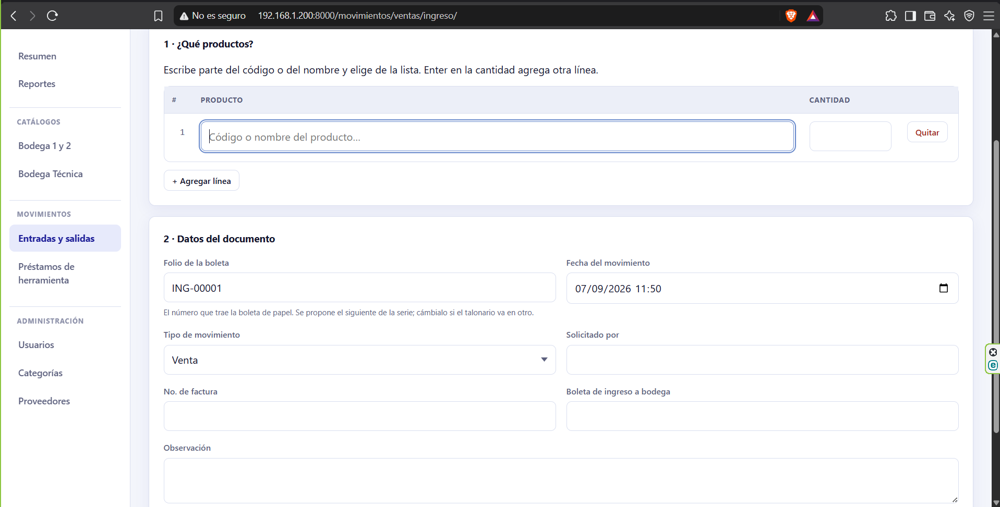 No es seguro 192.168.1.200:8000/movimientos/ventas/ingreso/
Resumen
Reportes
CATÁLOGOS
Bodega 1 y 2
Bodega Técnica
MOVIMIENTOS
Entradas y salidas
Préstamos de
herramienta
ADMINISTRACIÓN
Usuarios
Categorías
Proveedores
1 · ¿Qué productos?
Escribe parte del código o del nombre y elige de la lista. Enter en la cantidad agrega otra línea.
# PRODUCTO CANTIDAD
1 Código o nombre del producto... Quitar
+ Agregar línea
2 · Datos del documento
Folio de la boleta Fecha del movimiento
ING-00001 07/09/2026 11:50
El número que trae la boleta de papel. Se propone el siguiente de la serie; cámbialo si el talonario va en otro.
Tipo de movimiento Solicitado por
Venta
No. de factura Boleta de ingreso a bodega
Observación